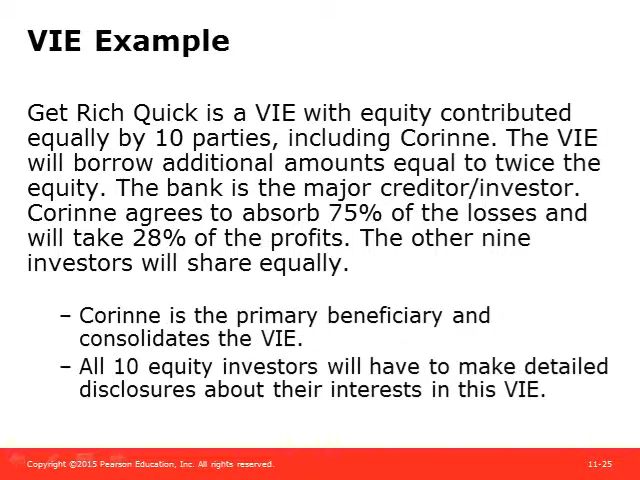 VIE Example
Get Rich Quick is a VIE with equity contributed
equally by 10 parties, including Corinne. The VIE
will borrow additional amounts equal to twice the
equity. The bank is the major creditor/investor.
Corinne agrees to absorb 75% of the losses and
will take 28% of the profits. The other nine
investors will share equally.
– Corinne is the primary beneficiary and
consolidates the VIE.
– All 10 equity investors will have to make detailed
disclosures about their interests in this VIE.
Copyright ©2015 Pearson Education, Inc. All rights reserved.
11-25